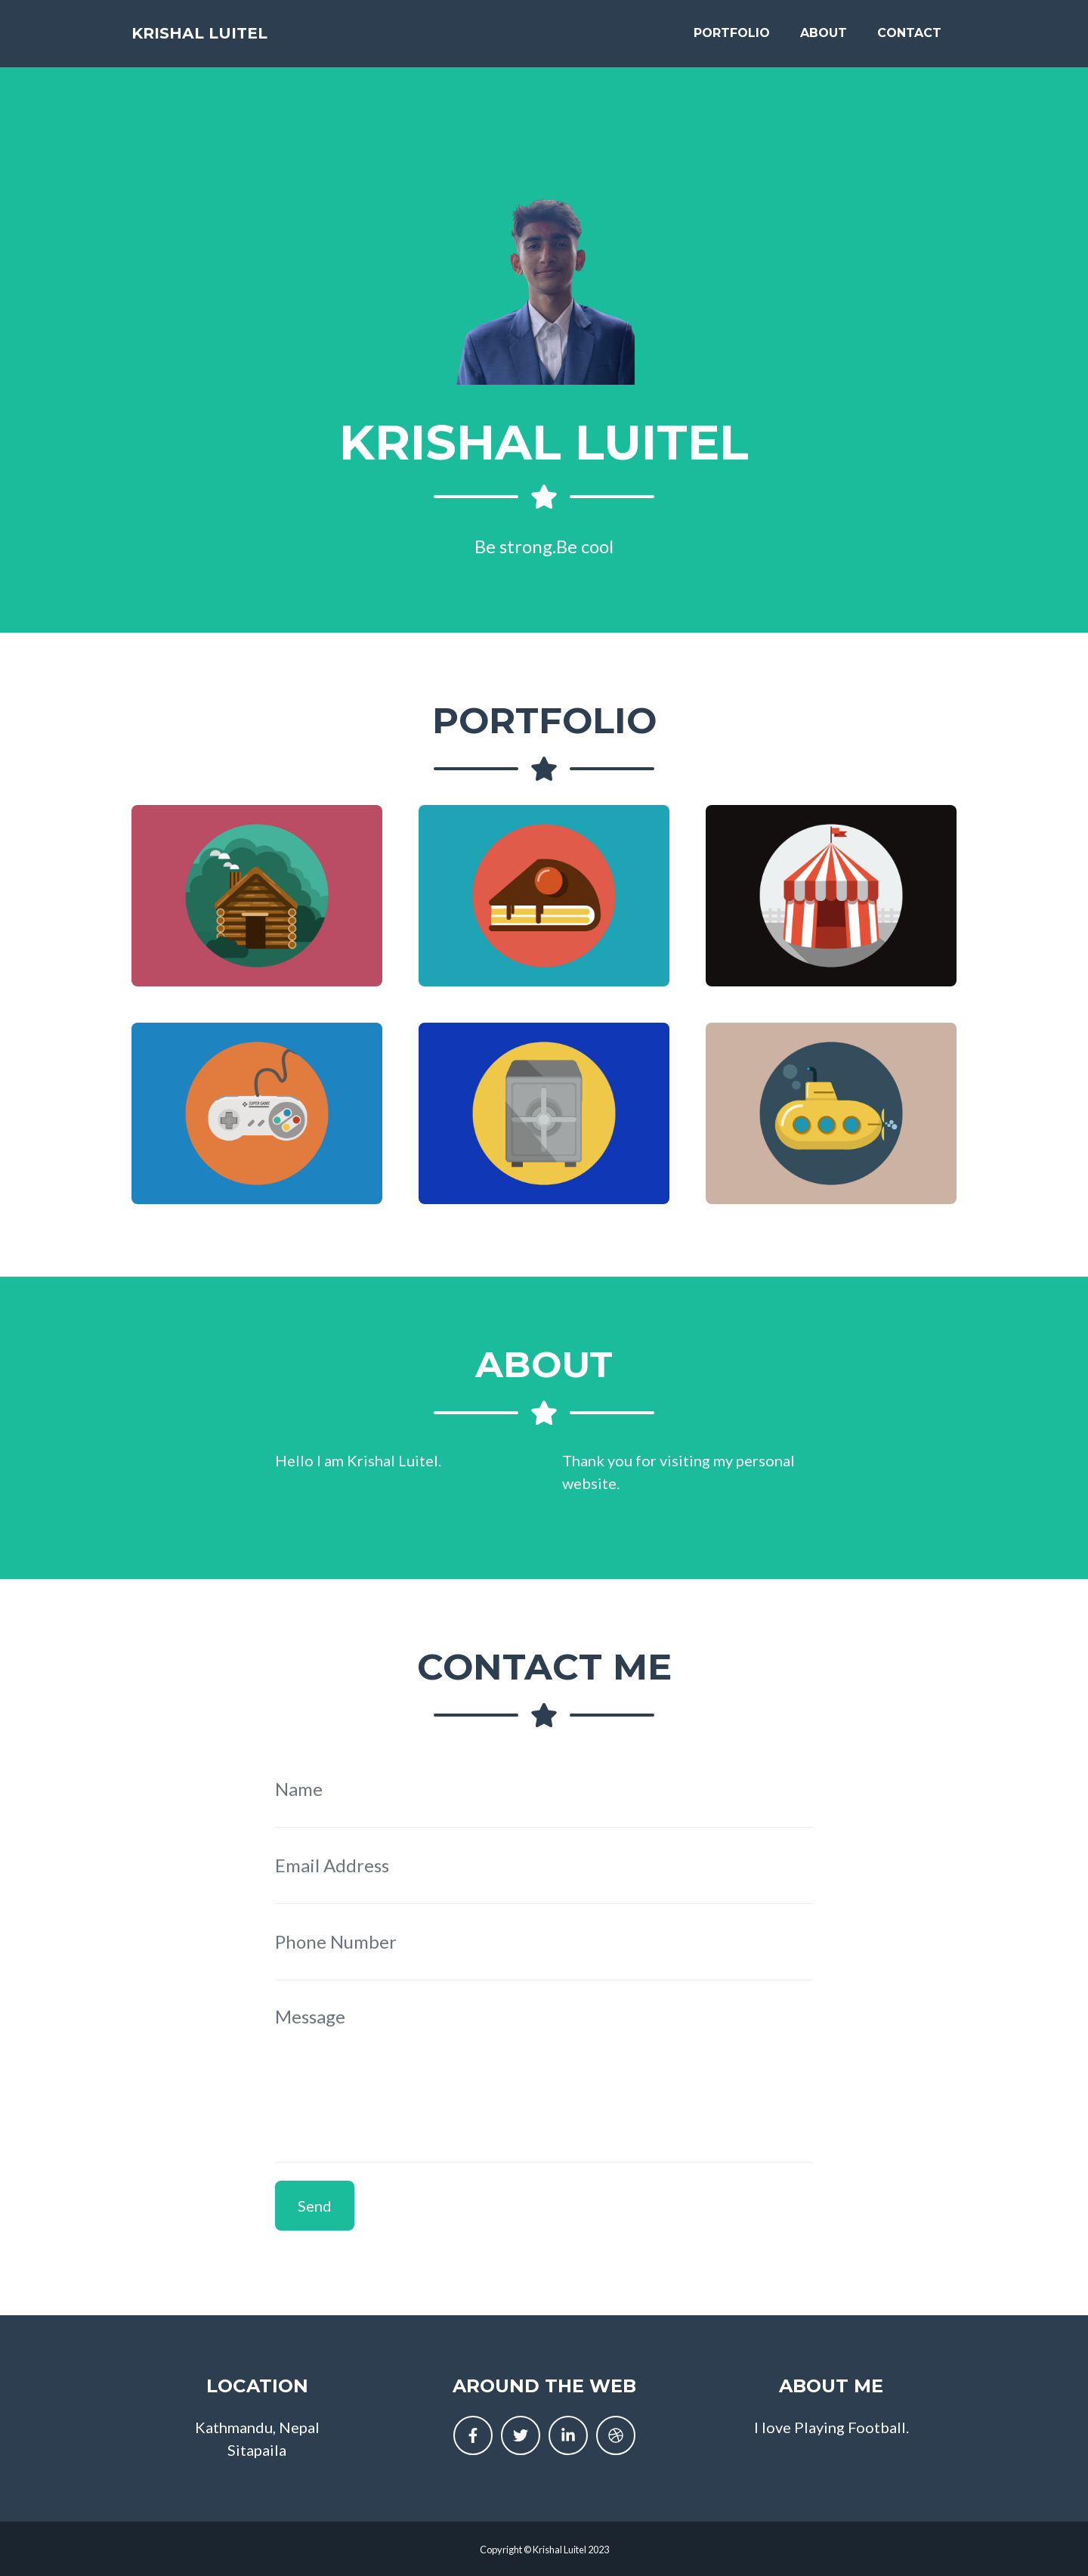 KRISHAL LUITEL
PORTFOLIO
ABOUT
CONTACT
KRISHAL LUITEL
Be strong.Be cool
PORTFOLIO
ABOUT
Hello I am Krishal Luitel.
Thank you for visiting my personal
website.
CONTACT ME
Name
Email Address
Phone Number
Message
Send
LOCATION
Kathmandu, Nepal
Sitapaila
AROUND THE WEB
ABOUT ME
I love Playing Football.
Copyright © Krishal Luitel 2023